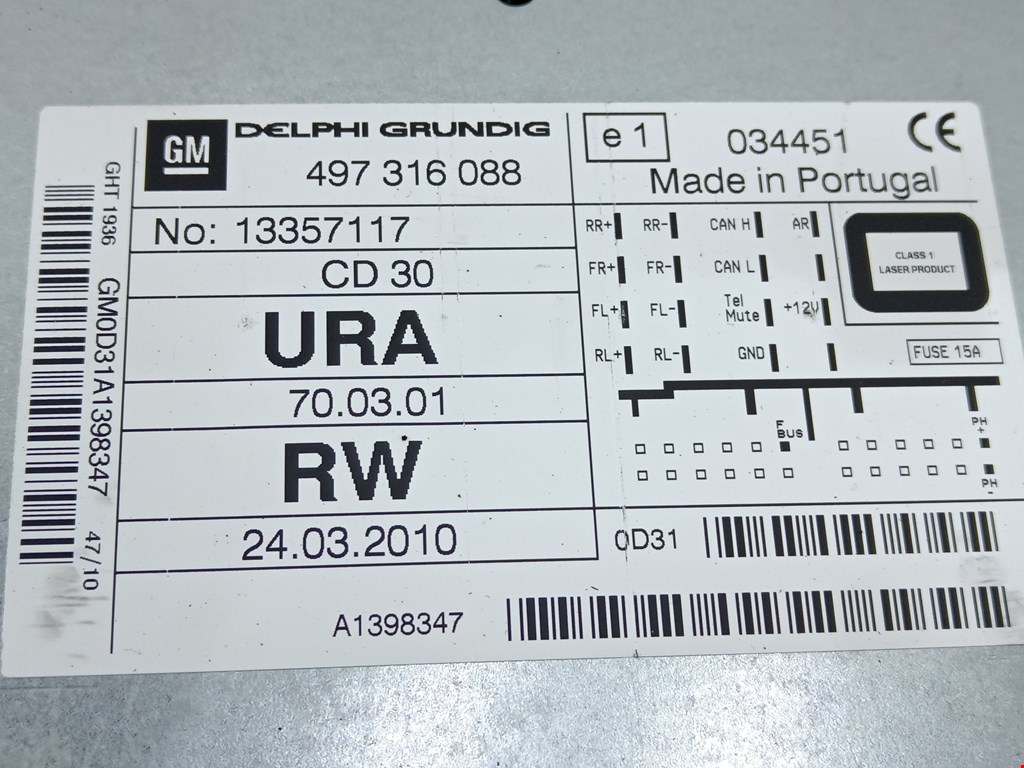 GM
DELPHI GRUNDIG
497 316 088
No: 13357117
CD 30
URA
70.03.01
RW
24.03.2010
A1398347
GHT 1936
GM0D31A1398347
47/10
e 1
034451
CE
Made in Portugal
RR+ RR- CAN H AR
FR+ FR- CAN L
FL+ FL- Tel Mute +12V
RL+ RL- GND
CLASS 1
LASER PRODUCT
FUSE 15A
F
BUS
PH
+
PH
-
0D31